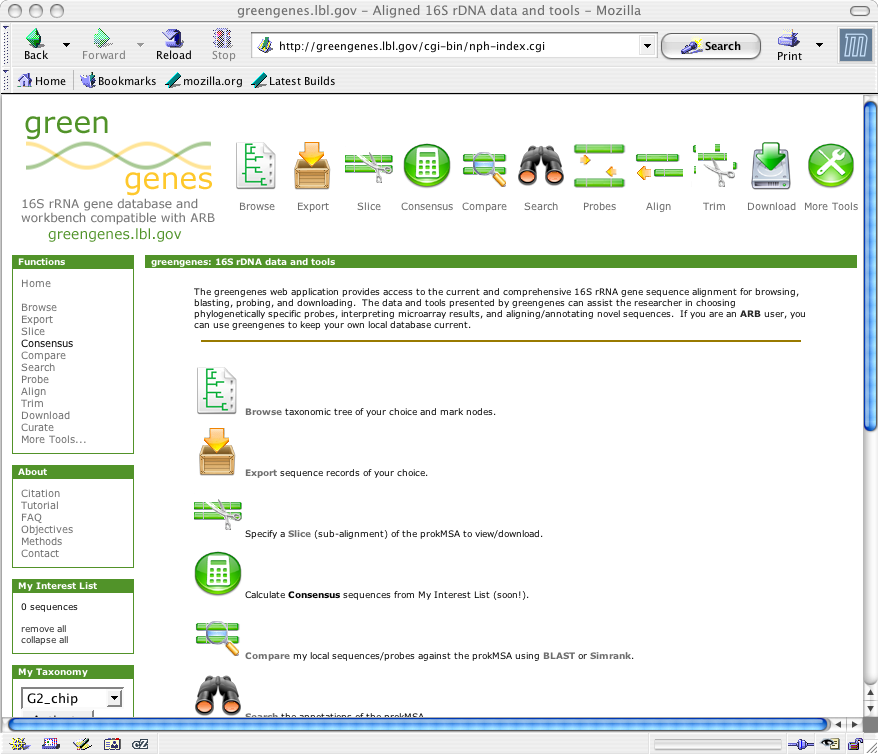 greengenes.lbl.gov – Aligned 16S rDNA data and tools – Mozilla
Back
Forward
Reload
Stop
http://greengenes.lbl.gov/cgi-bin/nph-index.cgi
Search
Print
Home
Bookmarks
mozilla.org
Latest Builds
green
genes
16S rRNA gene database and
workbench compatible with ARB
greengenes.lbl.gov
Browse
Export
Slice
Consensus
Compare
Search
Probes
Align
Trim
Download
More Tools
Functions
Home
Browse
Export
Slice
Consensus
Compare
Search
Probe
Align
Trim
Download
Curate
More Tools...
About
Citation
Tutorial
FAQ
Objectives
Methods
Contact
My Interest List
0 sequences
remove all
collapse all
My Taxonomy
G2_chip
greengenes: 16S rDNA data and tools
The greengenes web application provides access to the current and comprehensive 16S rRNA gene sequence alignment for browsing,
blasting, probing, and downloading. The data and tools presented by greengenes can assist the researcher in choosing
phylogenetically specific probes, interpreting microarray results, and aligning/annotating novel sequences. If you are an ARB user, you
can use greengenes to keep your own local database current.
Browse taxonomic tree of your choice and mark nodes.
Export sequence records of your choice.
Specify a Slice (sub-alignment) of the prokMSA to view/download.
Calculate Consensus sequences from My Interest List (soon!).
Compare my local sequences/probes against the prokMSA using BLAST or Simrank.
Search the annotations of the prokMSA.